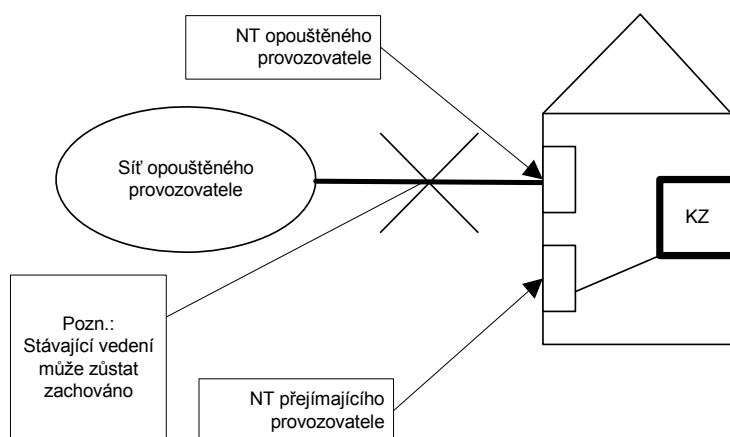 NT opouštěného
provozovatele
Síť opouštěného
provozovatele
KZ
Pozn.:
Stávající vedení
může zůstat
zachováno
NT přejímajícího
provozovatele